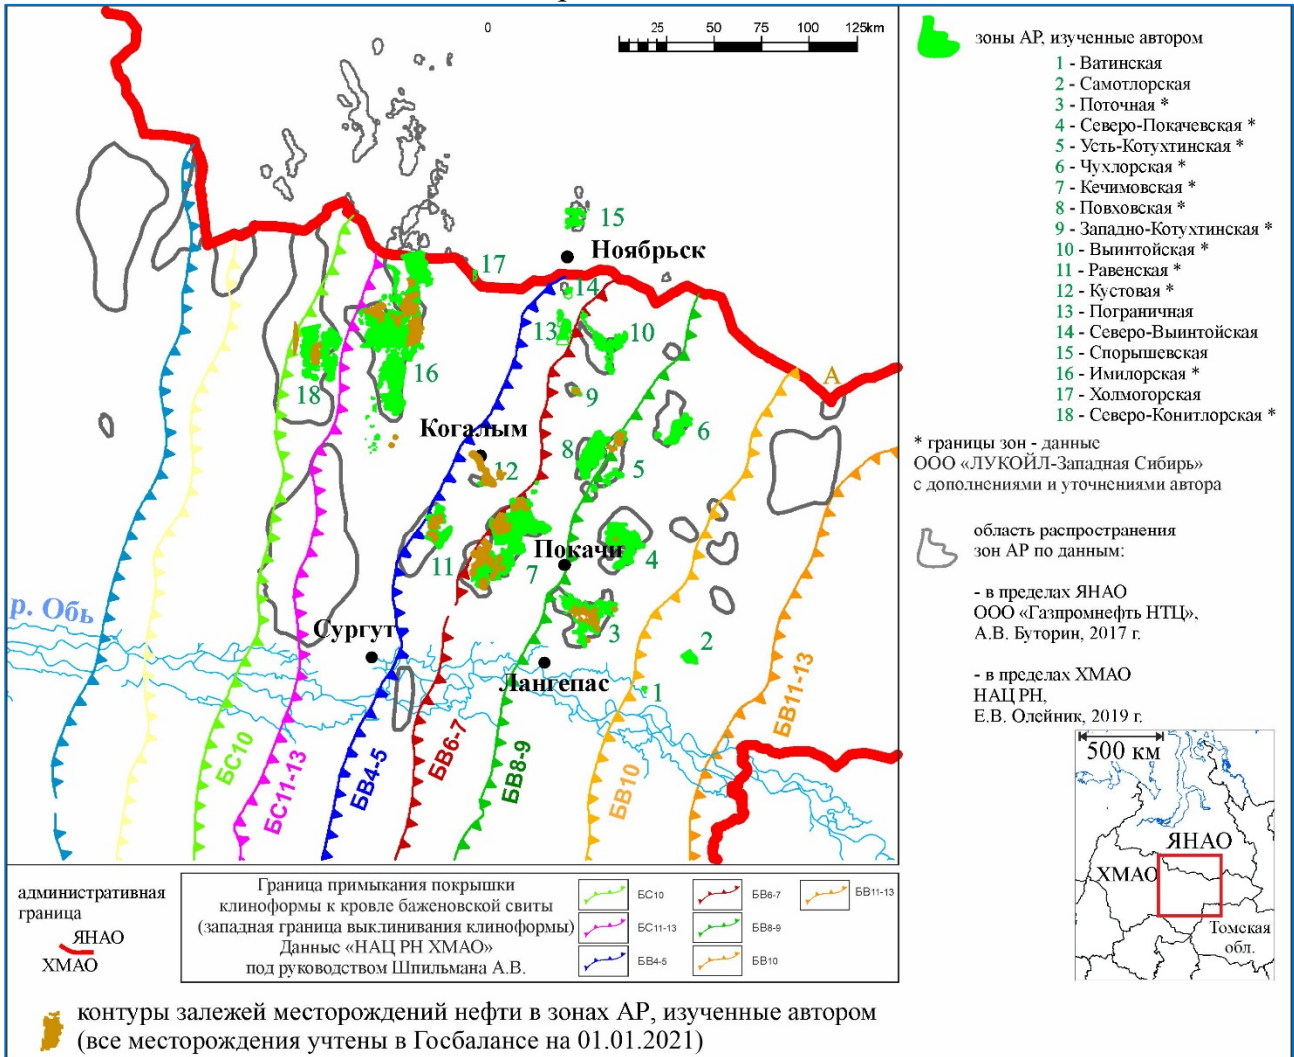 0 25 50 75 100 125km
зоны АР, изученные автором
1 - Ватинская
2 - Самотлорская
3 - Поточная *
4 - Северо-Покачевская *
5 - Усть-Котухтинская *
6 - Чухлорская *
7 - Кечимовская *
8 - Повховская *
9 - Западно-Котухтинская *
10 - Выинтойская *
11 - Равенская *
12 - Кустовая *
13 - Пограничная
14 - Северо-Выинтойская
15 - Спорышевская
16 - Имилорская *
17 - Холмогорская
18 - Северо-Конитлорская *
* границы зон - данные
ООО «ЛУКОЙЛ-Западная Сибирь»
с дополнениями и уточнениями автора
область распространения
зон АР по данным:
- в пределах ЯНАО
ООО «Газпромнефть НТЦ»,
А.В. Буторин, 2017 г.
- в пределах ХМАО
НАЦ РН,
Е.В. Олейник, 2019 г.
500 км
ЯНАО
ХМАО
Томская
обл.
15
Ноябрьск
17
14
13
10
16
18
А
9
Когалым
6
8
12
5
11
7
Покачи
4
р. Обь
Сургут
3
2
Лангепас
1
БС10
БС11-13
БВ4-5
БВ6-7
БВ8-9
БВ10
БВ11-13
административная
граница
ЯНАО
ХМАО
Граница примыкания покрышки
клиноформы к кровле баженовской свиты
(западная граница выклинивания клиноформы)
Данные «НАЦ РН ХМАО»
под руководством Шпильмана А.В.
БС10
БС11-13
БВ4-5
БВ6-7
БВ8-9
БВ10
БВ11-13
контуры залежей месторождений нефти в зонах АР, изученные автором
(все месторождения учтены в Госбалансе на 01.01.2021)